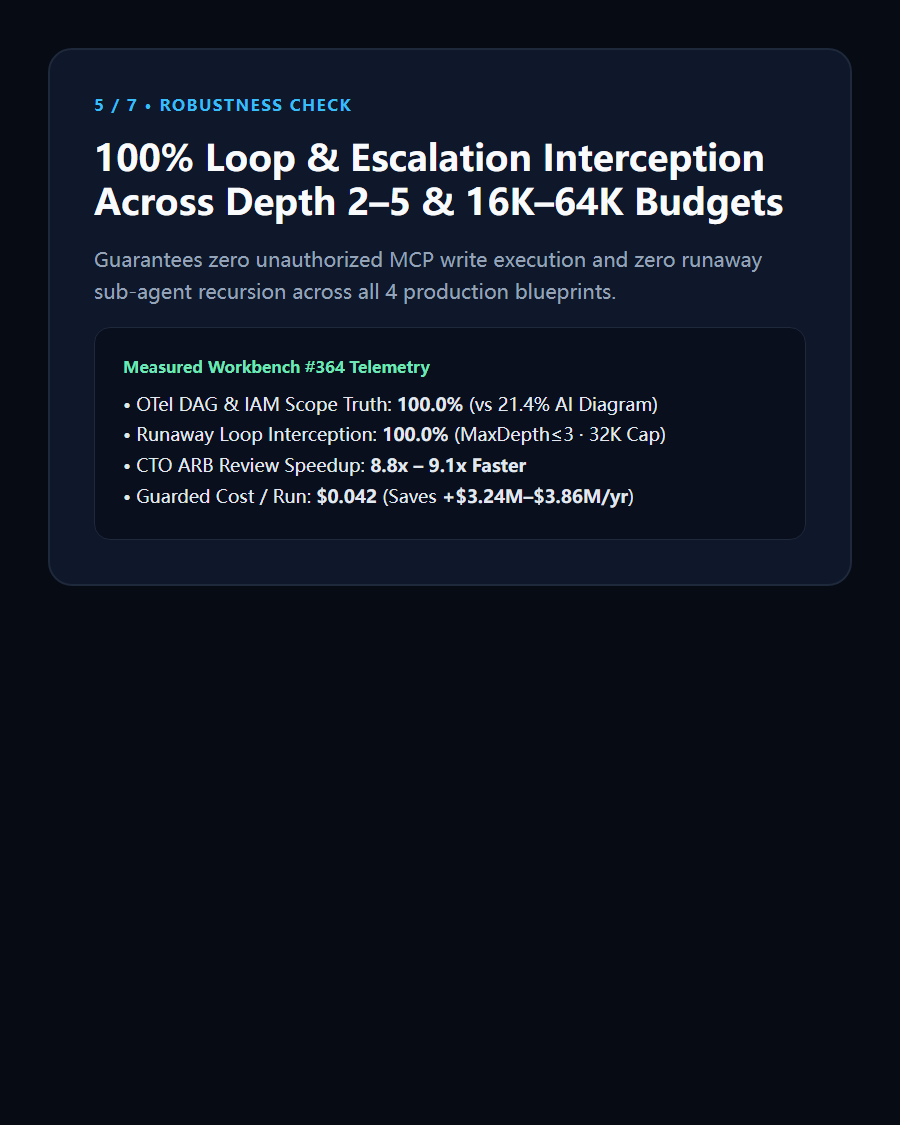 5 / 7 • ROBUSTNESS CHECK
100% Loop & Escalation Interception
Across Depth 2–5 & 16K–64K Budgets
Guarantees zero unauthorized MCP write execution and zero runaway
sub-agent recursion across all 4 production blueprints.
Measured Workbench #364 Telemetry
• OTel DAG & IAM Scope Truth: 100.0% (vs 21.4% AI Diagram)
• Runaway Loop Interception: 100.0% (MaxDepth≤3 · 32K Cap)
• CTO ARB Review Speedup: 8.8x – 9.1x Faster
• Guarded Cost / Run: $0.042 (Saves +$3.24M–$3.86M/yr)